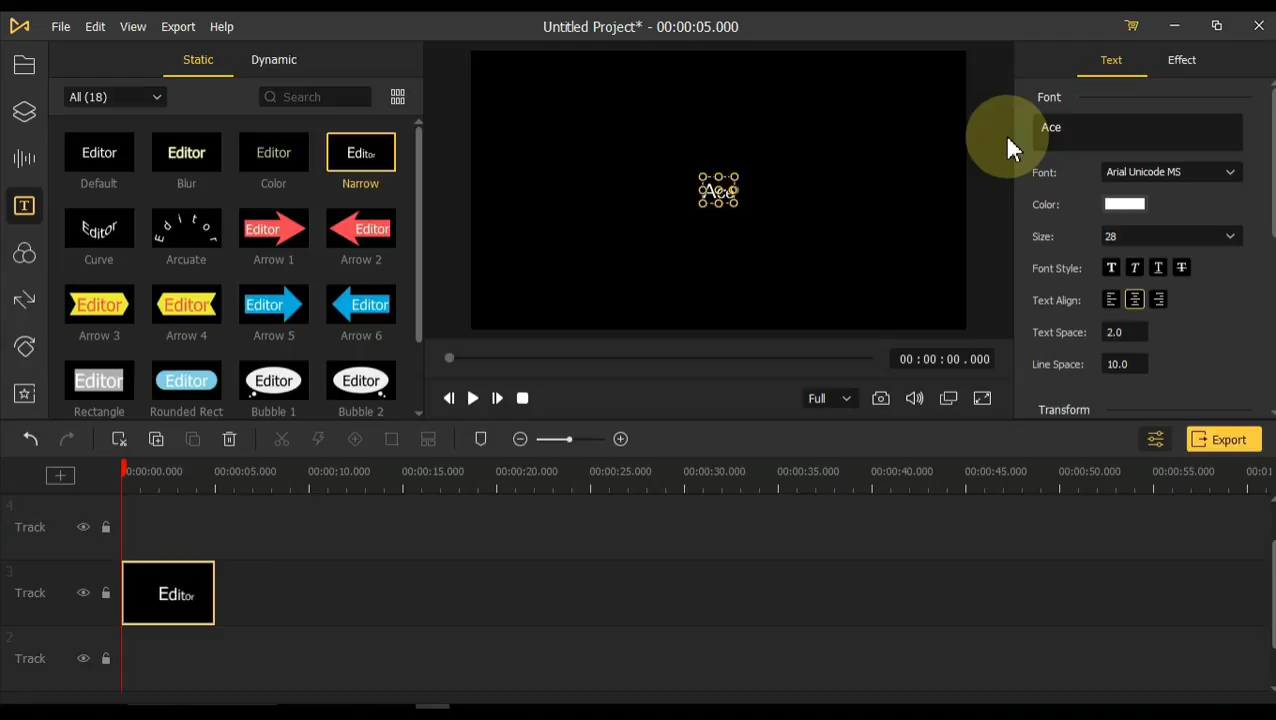 File Edit View Export Help Untitled Project* - 00:00:05.000
Static Dynamic
All (18) Search
Editor Editor Editor Editor
Default Blur Color Narrow
Editor Editor Editor Editor
Curve Arcuate Arrow 1 Arrow 2
Editor Editor Editor Editor
Arrow 3 Arrow 4 Arrow 5 Arrow 6
Editor Editor Editor Editor
Rectangle Rounded Rect Bubble 1 Bubble 2
Ace
00 : 00 : 00 .000
Full
Text Effect
Font
Ace
Font: Arial Unicode MS
Color:
Size: 28
Font Style: T T T T
Text Align:
Text Space: 2.0
Line Space: 10.0
Transform
Export
0:00:00.000 00:00:05.000 00:00:10.000 00:00:15.000 00:00:20.000 00:00:25.000 00:00:30.000 00:00:35.000 00:00:40.000 00:00:45.000 00:00:50.000 00:00:55.000 00:01
4
Track
3
Track Editor
2
Track